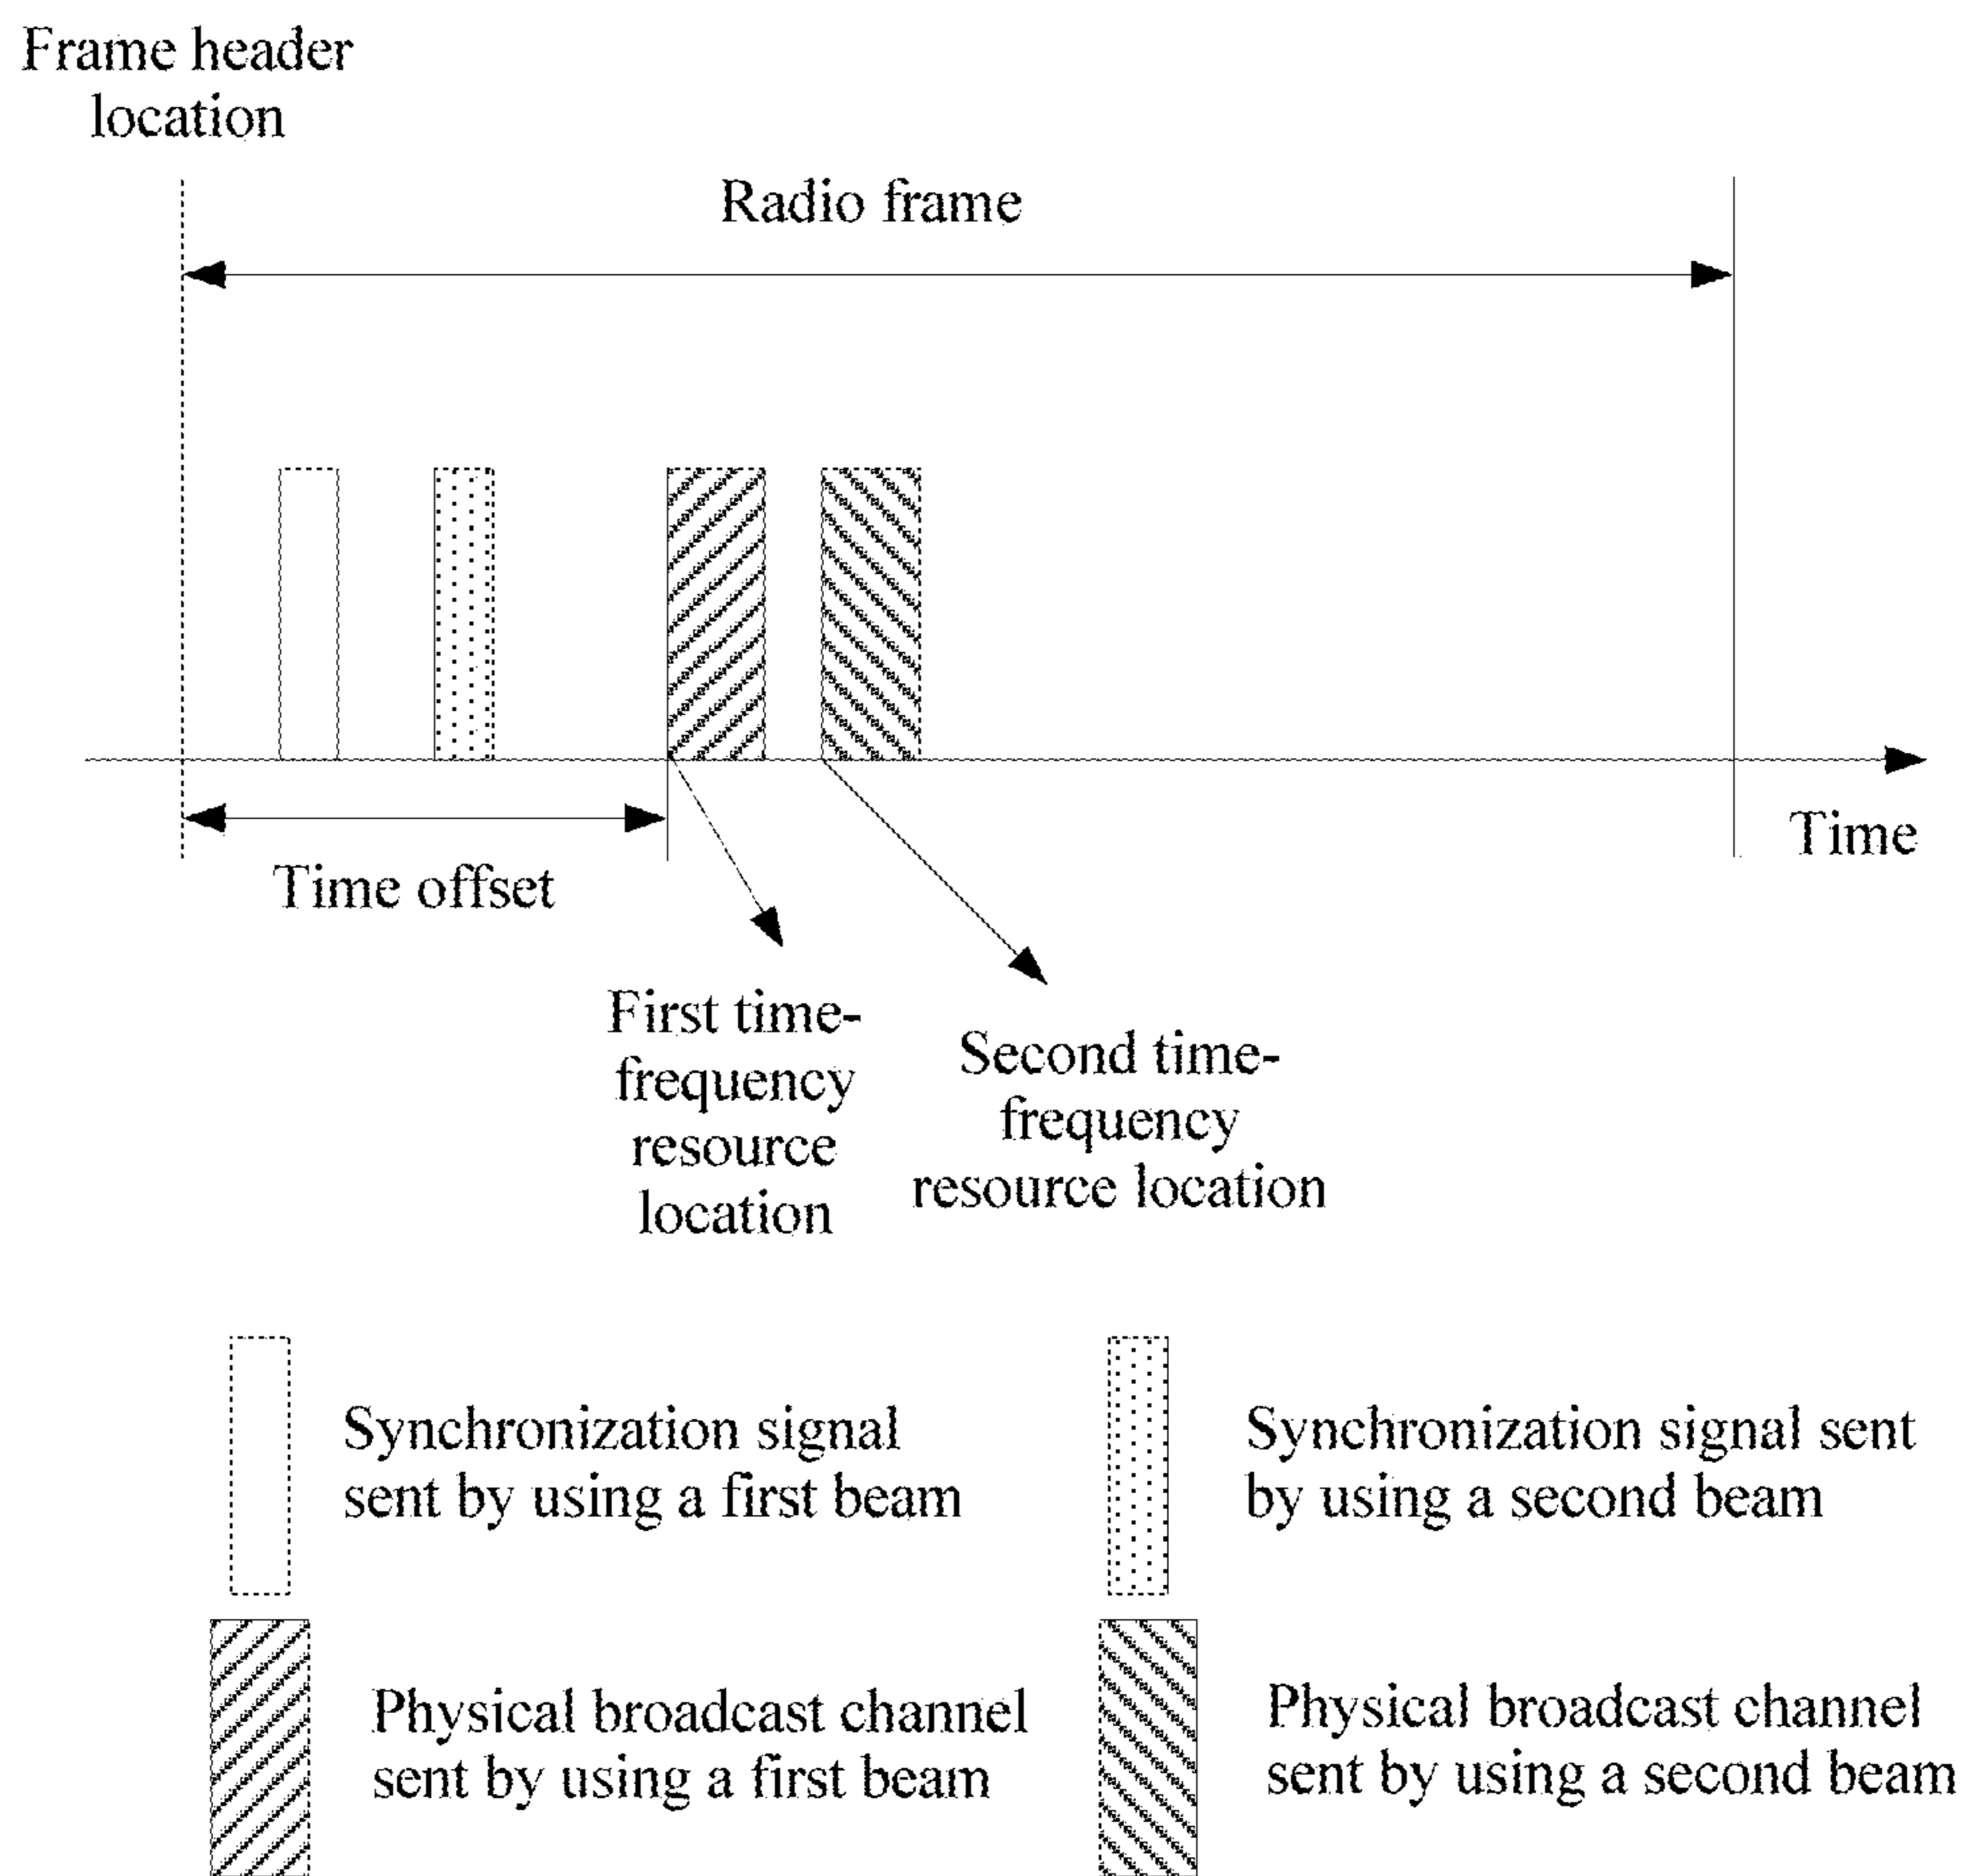 Frame header
location
Radio frame
Time
Time offset
First time-
frequency
resource
location
Second time-
frequency
resource location
Synchronization signal
sent by using a first beam
Synchronization signal sent
by using a second beam
Physical broadcast channel
sent by using a first beam
Physical broadcast channel
sent by using a second beam